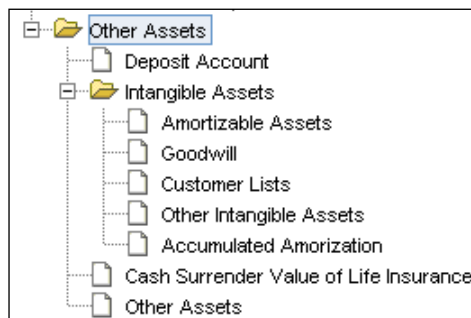 Other Assets
Deposit Account
Intangible Assets
Amortizable Assets
Goodwill
Customer Lists
Other Intangible Assets
Accumulated Amorization
Cash Surrender Value of Life Insurance
Other Assets